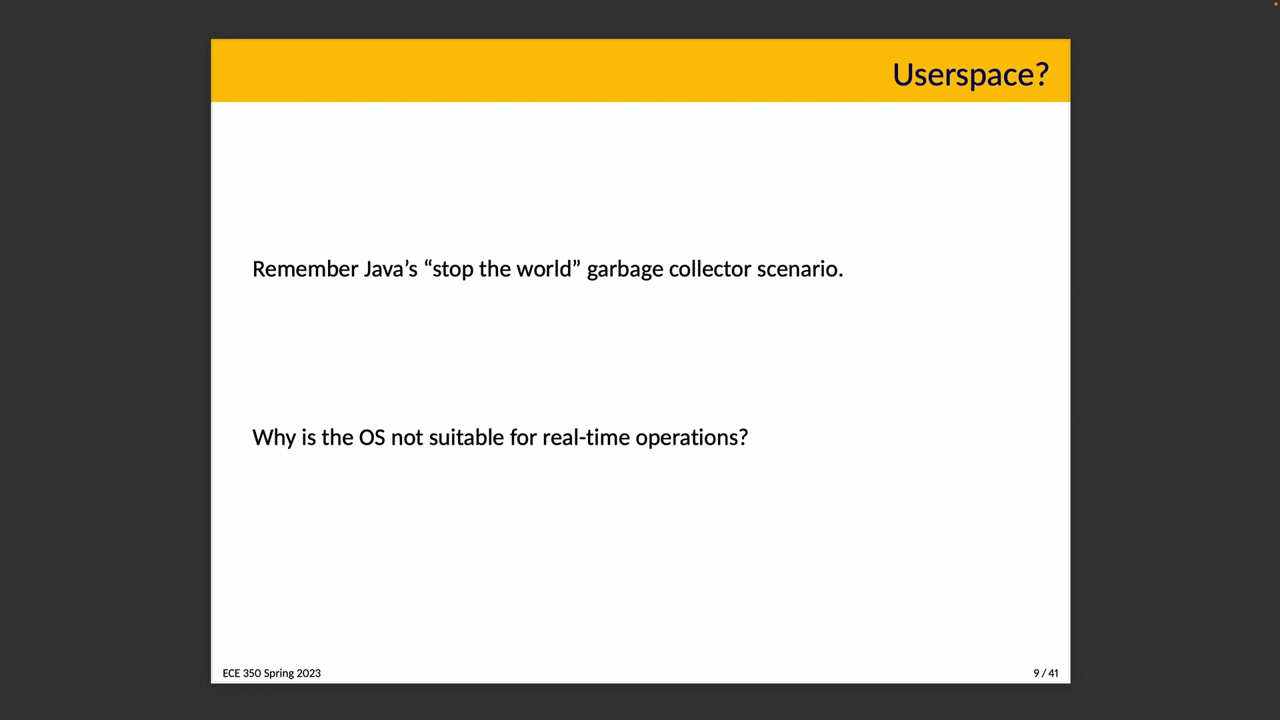 Userspace?
Remember Java’s “stop the world” garbage collector scenario.
Why is the OS not suitable for real-time operations?
ECE 350 Spring 2023
9 / 41